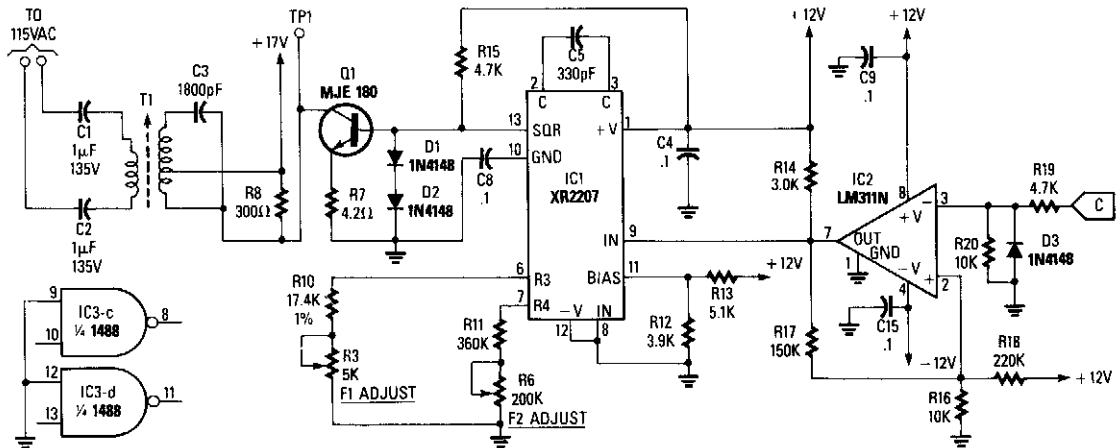 TO
115VAC
C1
1µF
135V
C2
1µF
135V
T1
C3
1800pF
+17V
R8
300Ω
TP1
Q1
MJE 180
R7
4.2Ω
D1
1N4148
D2
1N4148
R15
4.7K
C8
.1
C5
330pF
2
3
C
C
13
SQR
+V
1
10
GND
IC1
XR2207
IN
9
BIAS
11
6
R3
7
R4
-V
IN
12
8
C4
.1
R10
17.4K
1%
R3
5K
F1 ADJUST
R11
360K
R6
200K
F2 ADJUST
R12
3.9K
R13
5.1K
+12V
+12V
R14
3.0K
R17
150K
+12V
C9
.1
IC2
LM311N
8
+V
-
3
7
OUT
GND
1
-V
4
+
2
C15
.1
-12V
R19
4.7K
C
R20
10K
D3
1N4148
R18
220K
+12V
R16
10K
9
10
IC3-c
¼ 1488
8
12
13
IC3-d
¼ 1488
11